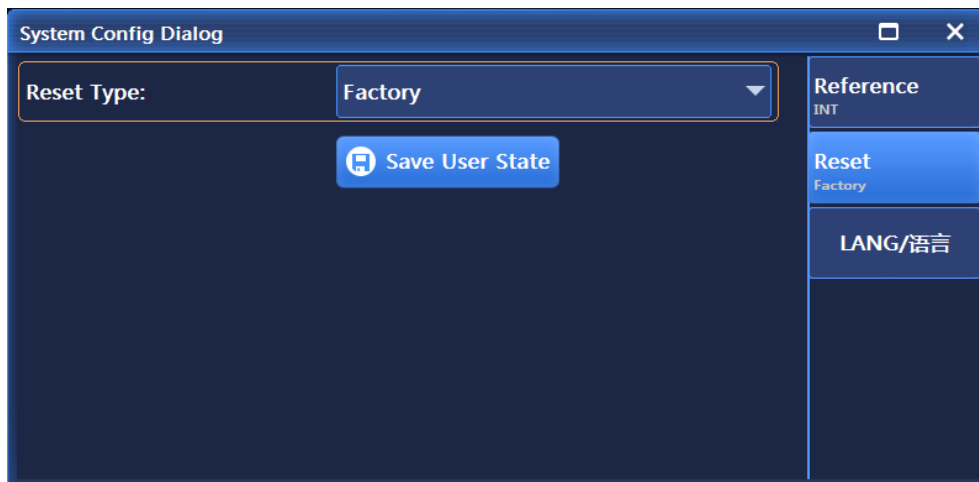 System Config Dialog
Reset Type:
Factory
Save User State
Reference
INT
Reset
Factory
LANG/语言